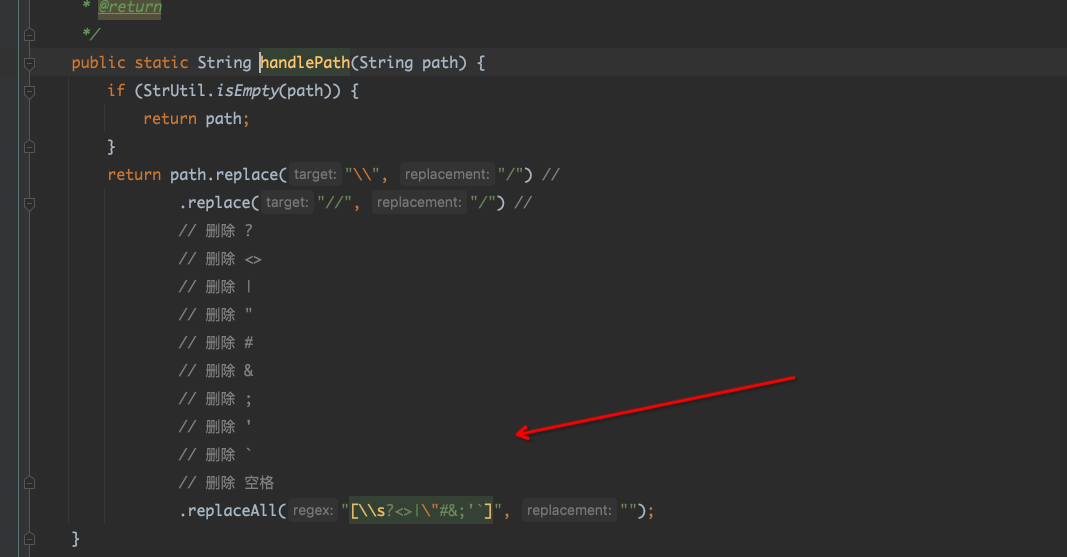 * @return
*/
public static String handlePath(String path) {
if (StrUtil.isEmpty(path)) {
return path;
}
return path.replace( target: "\\", replacement: "/") //
.replace( target: "//", replacement: "/") //
// 删除 ?
// 删除 <>
// 删除 |
// 删除 "
// 删除 #
// 删除 &
// 删除 ;
// 删除 '
// 删除 `
// 删除 空格
.replaceAll( regex: "[\\s?<>|\"#&;'`]", replacement: "");
}